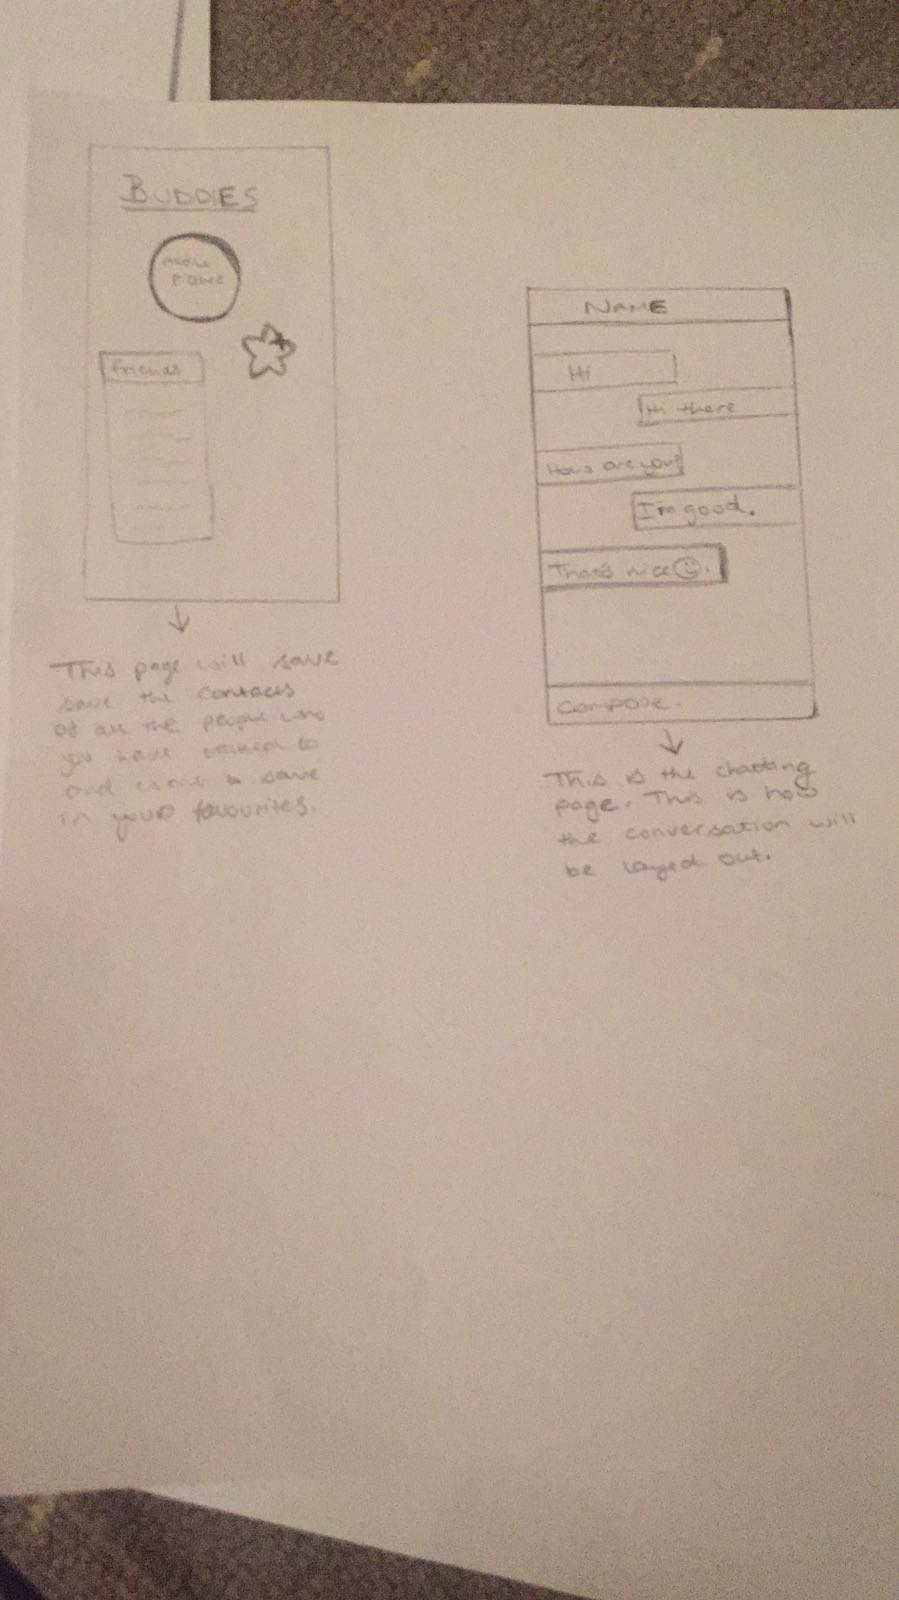 BUDDIES
picture
friends
This page will save
save the contacts
of all the people who
you have to
and want to save
in your favourites.
NAME
Hi
Hi there
How are you?
I'm good.
That's nice☺.
compose.
This is the chatting
page. This is how
the conversation will
be layed out.